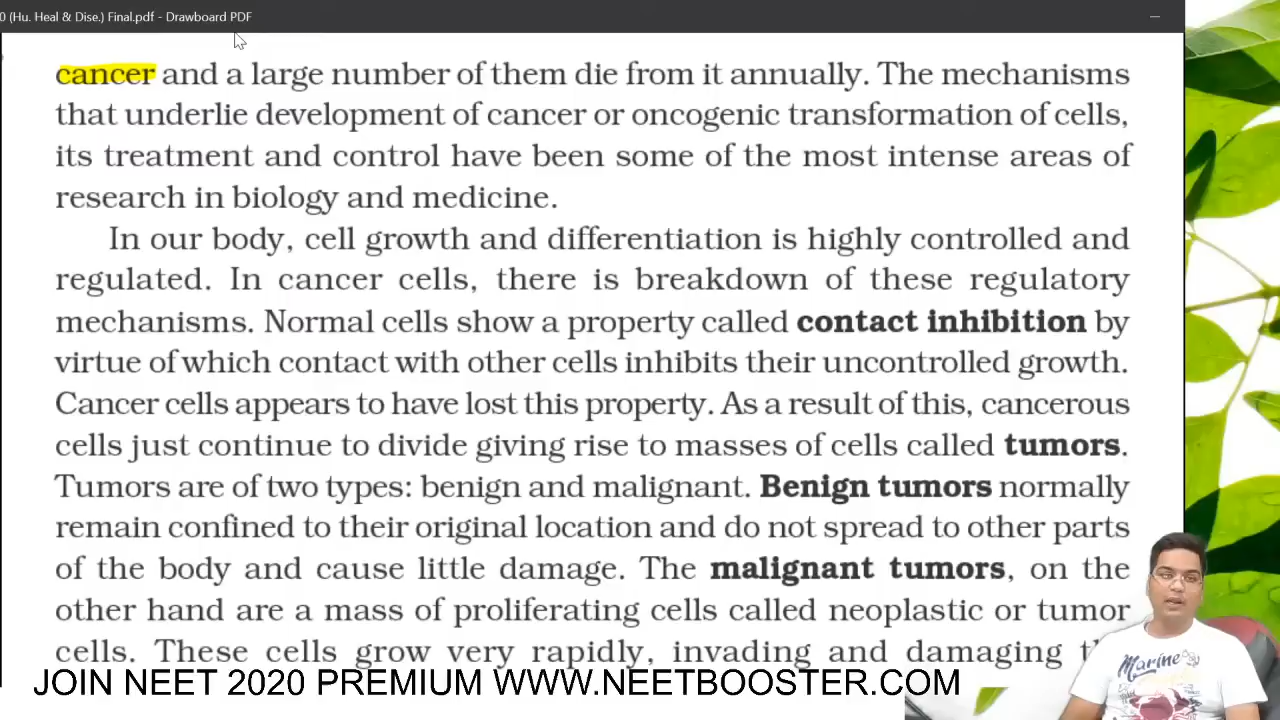 0 (Hu. Heal & Dise.) Final.pdf - Drawboard PDF
cancer and a large number of them die from it annually. The mechanisms
that underlie development of cancer or oncogenic transformation of cells,
its treatment and control have been some of the most intense areas of
research in biology and medicine.
In our body, cell growth and differentiation is highly controlled and
regulated. In cancer cells, there is breakdown of these regulatory
mechanisms. Normal cells show a property called contact inhibition by
virtue of which contact with other cells inhibits their uncontrolled growth.
Cancer cells appears to have lost this property. As a result of this, cancerous
cells just continue to divide giving rise to masses of cells called tumors.
Tumors are of two types: benign and malignant. Benign tumors normally
remain confined to their original location and do not spread to other parts
of the body and cause little damage. The malignant tumors, on the
other hand are a mass of proliferating cells called neoplastic or tumor
cells. These cells grow very rapidly, invading and damaging
JOIN NEET 2020 PREMIUM WWW.NEETBOOSTER.COM
Marine